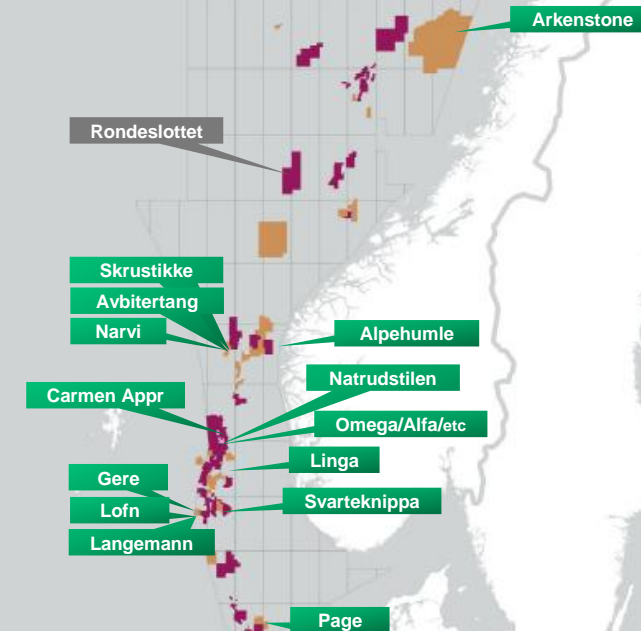 Arkenstone
Rondeslottet
Skrustikke
Avbitertang
Narvi
Alpehumle
Natrudstilen
Carmen Appr
Omega/Alfa/etc
Linga
Gere
Svarteknippa
Lofn
Langemann
Page